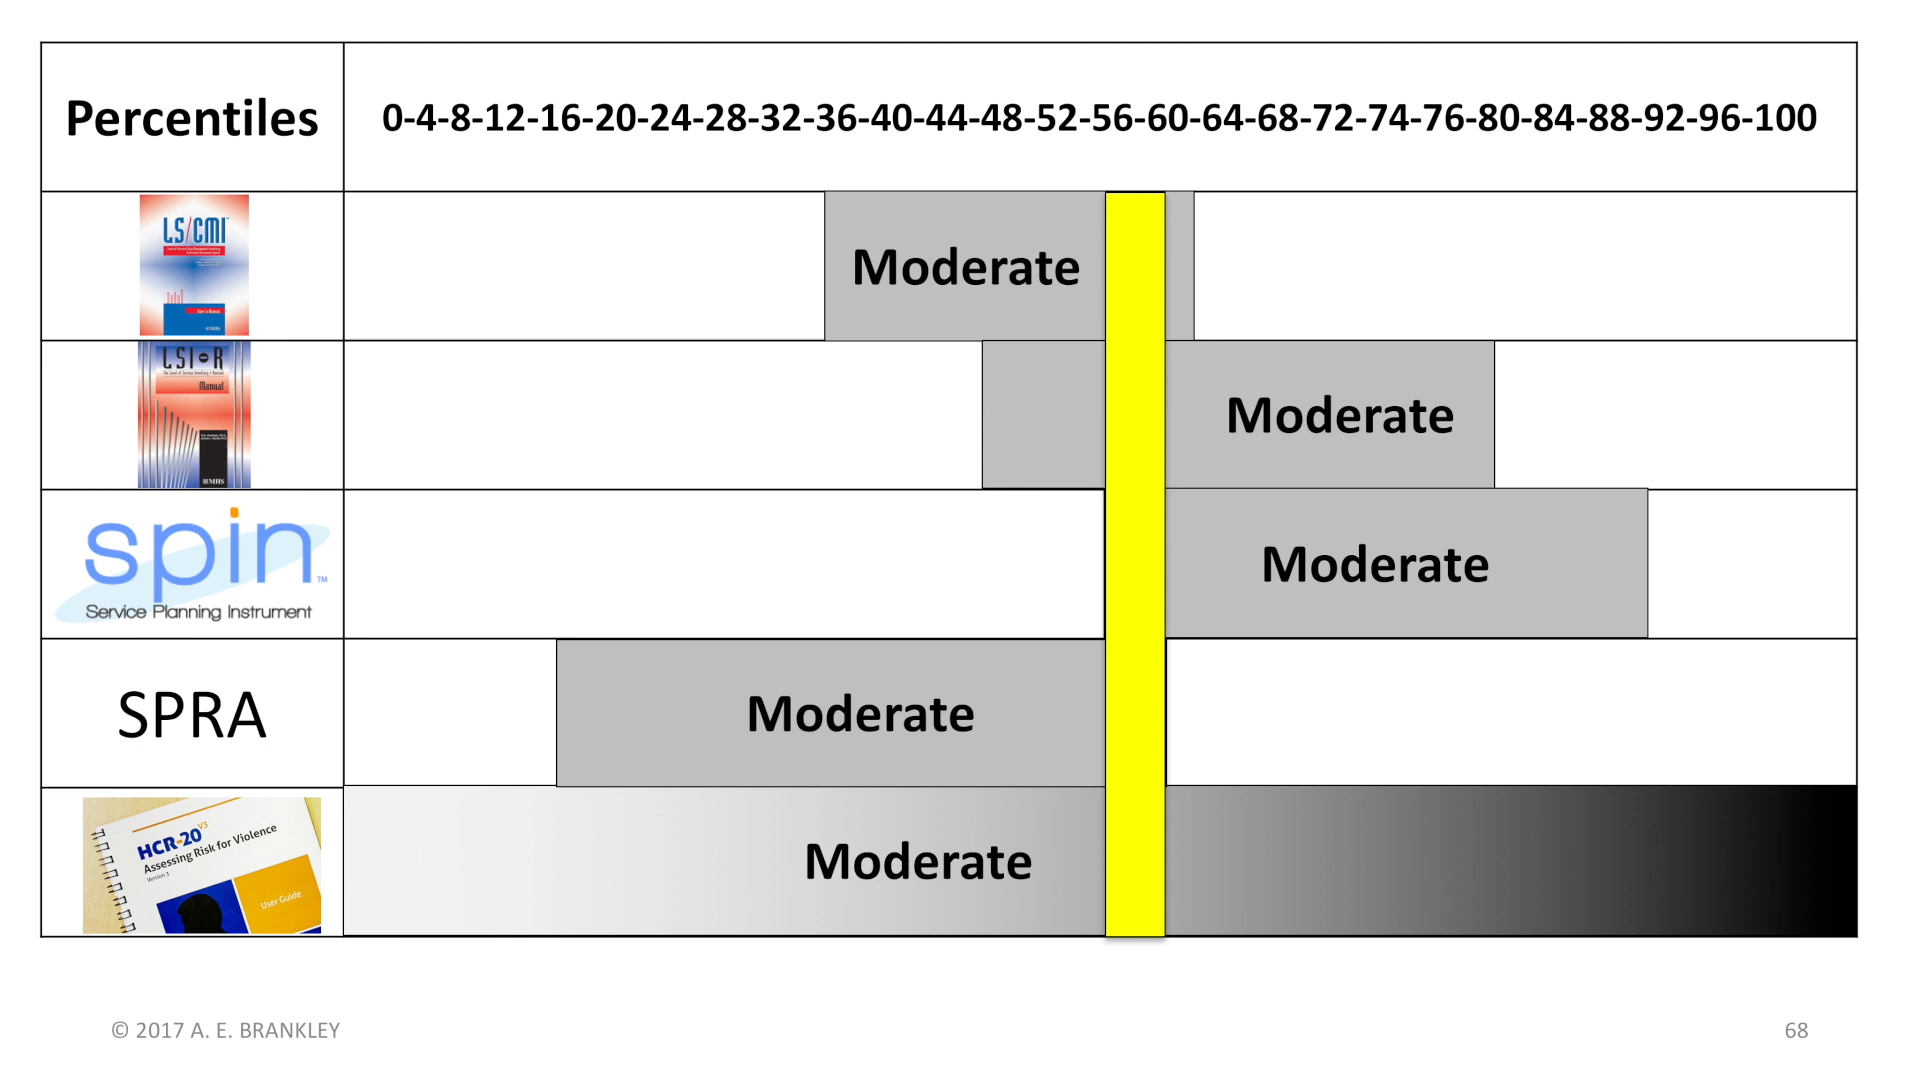 Percentiles
0-4-8-12-16-20-24-28-32-36-40-44-48-52-56-60-64-68-72-74-76-80-84-88-92-96-100
LS/CMI
Moderate
LSI-R
Manual
MHS
Moderate
spin™
Service Planning Instrument
Moderate
SPRA
Moderate
HCR-20 V3
Assessing Risk for Violence
Version 3
User Guide
Moderate
© 2017 A. E. BRANKLEY
68